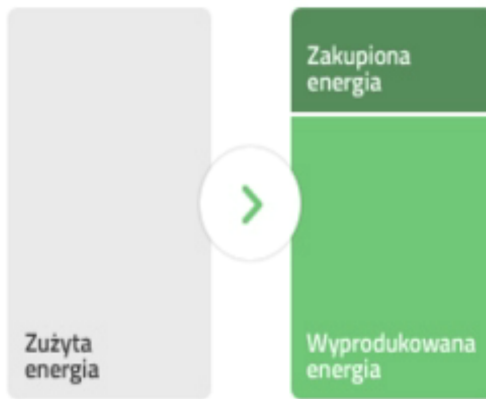 Zakupiona
energia
Zużyta
energia
Wyprodukowana
energia